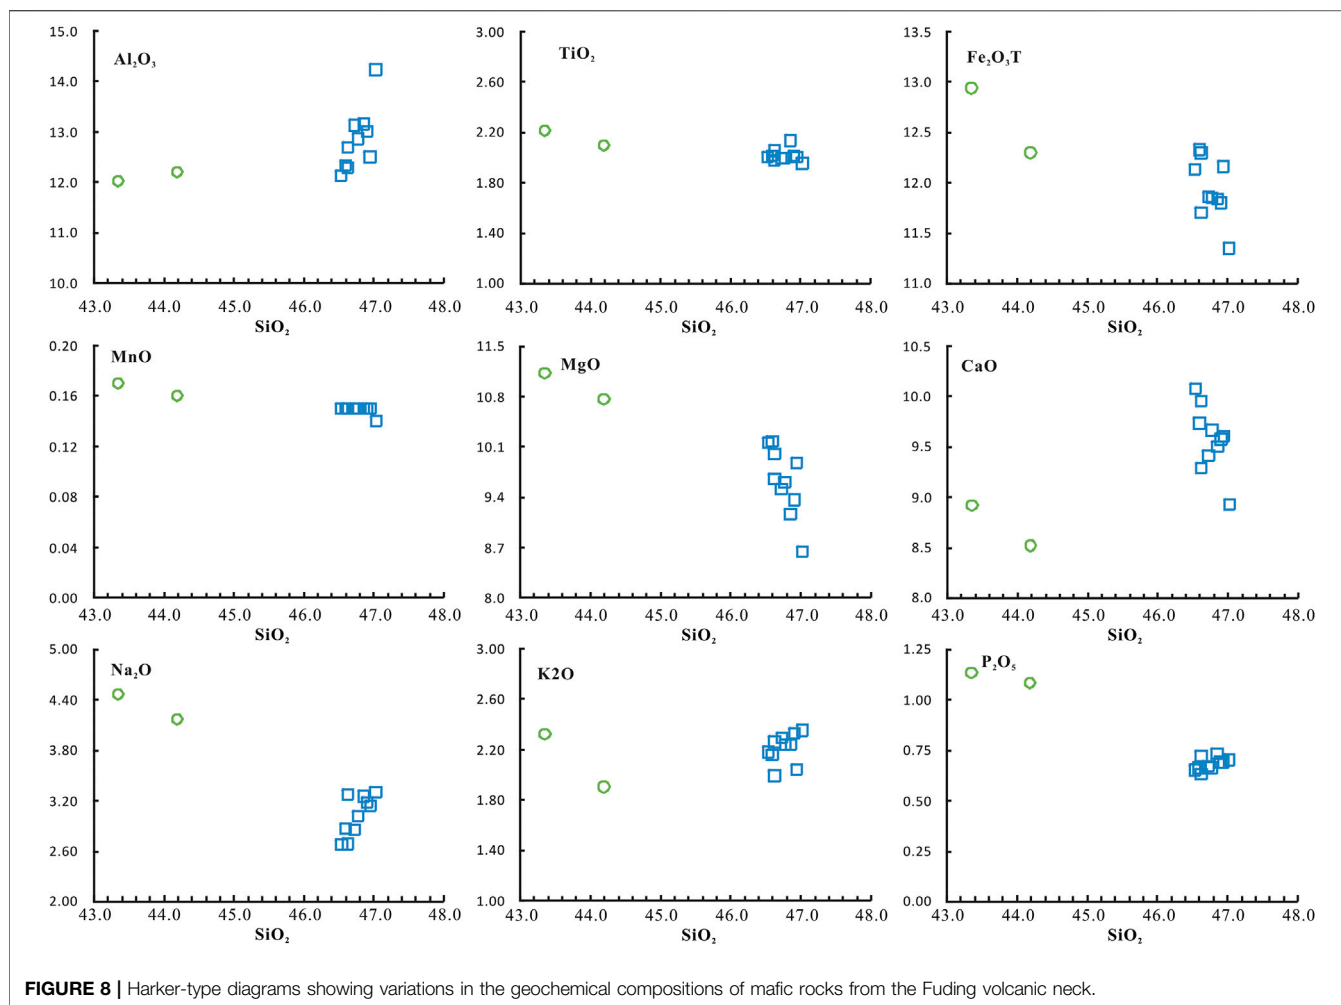 15.0
14.0
13.0
12.0
11.0
10.0
Al₂O₃
43.0 44.0 45.0 46.0 47.0 48.0
SiO₂
3.00
2.60
2.20
1.80
1.40
1.00
TiO₂
43.0 44.0 45.0 46.0 47.0 48.0
SiO₂
13.5
13.0
12.5
12.0
11.5
11.0
Fe₂O₃T
43.0 44.0 45.0 46.0 47.0 48.0
SiO₂
0.20
0.16
0.12
0.08
0.04
0.00
MnO
43.0 44.0 45.0 46.0 47.0 48.0
SiO₂
11.5
10.8
10.1
9.4
8.7
8.0
MgO
43.0 44.0 45.0 46.0 47.0 48.0
SiO₂
10.5
10.0
9.5
9.0
8.5
8.0
CaO
43.0 44.0 45.0 46.0 47.0 48.0
SiO₂
5.00
4.40
3.80
3.20
2.60
2.00
Na₂O
43.0 44.0 45.0 46.0 47.0 48.0
SiO₂
3.00
2.60
2.20
1.80
1.40
1.00
K2O
43.0 44.0 45.0 46.0 47.0 48.0
SiO₂
1.25
1.00
0.75
0.50
0.25
0.00
P₂O₅
43.0 44.0 45.0 46.0 47.0 48.0
SiO₂
FIGURE 8 | Harker-type diagrams showing variations in the geochemical compositions of mafic rocks from the Fuding volcanic neck.